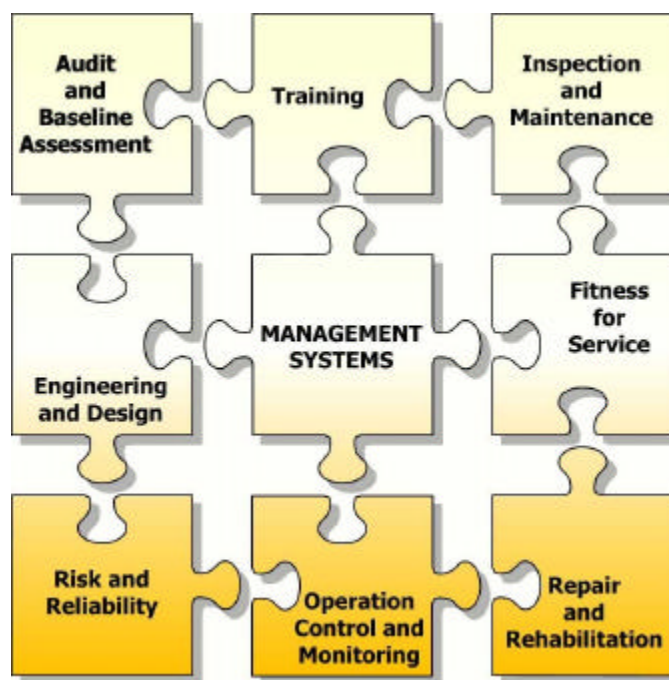 Audit
and
Baseline
Assessment
Training
Inspection
and
Maintenance
Engineering
and Design
MANAGEMENT
SYSTEMS
Fitness
for
Service
Risk and
Reliability
Operation
Control and
Monitoring
Repair
and
Rehabilitation